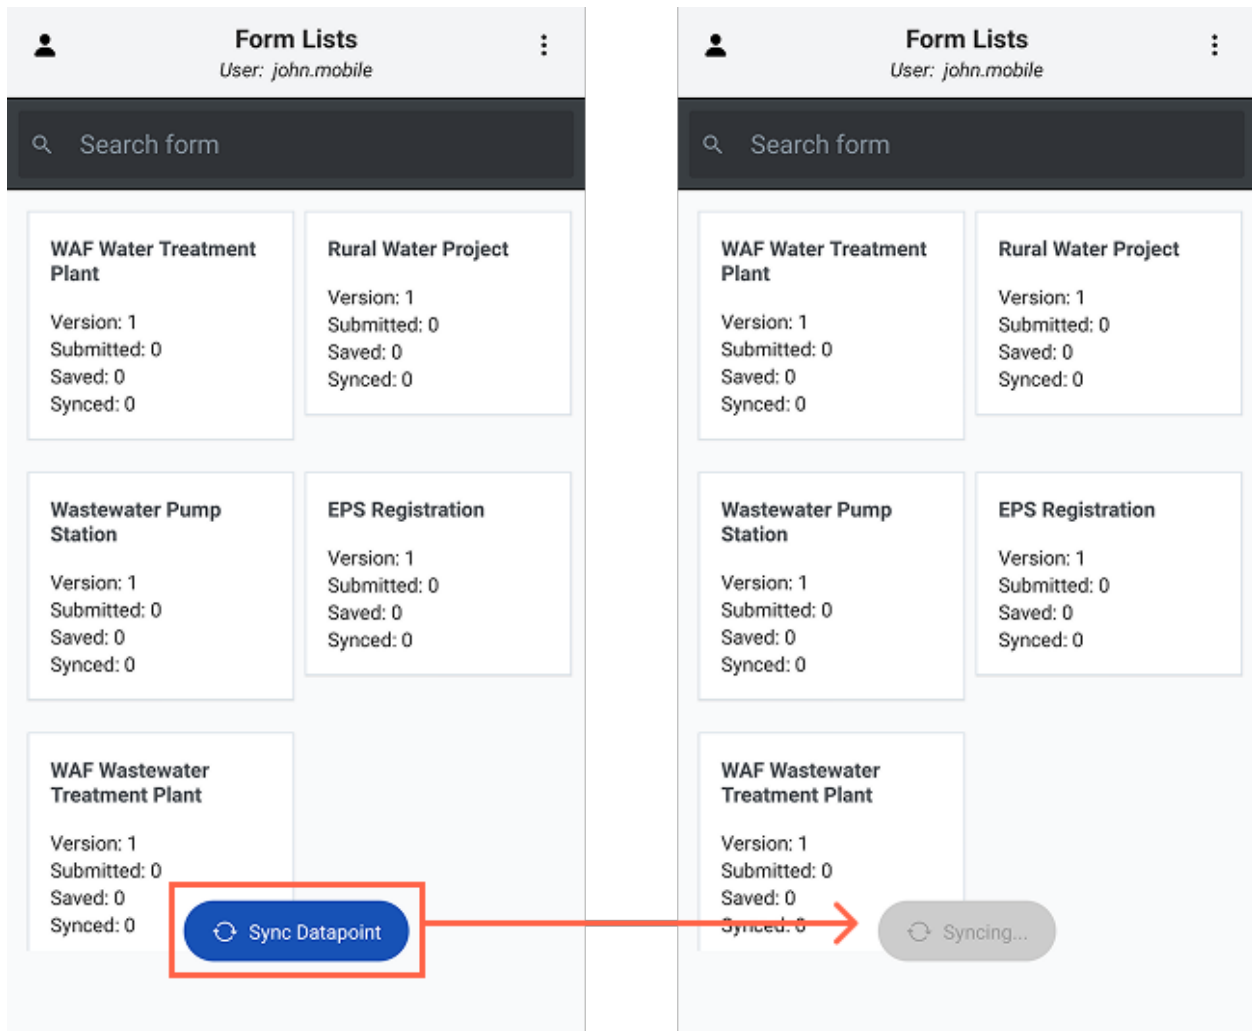 Form Lists
User: john.mobile
Search form
WAF Water Treatment
Plant
Version: 1
Submitted: 0
Saved: 0
Synced: 0
Rural Water Project
Version: 1
Submitted: 0
Saved: 0
Synced: 0
Wastewater Pump
Station
Version: 1
Submitted: 0
Saved: 0
Synced: 0
EPS Registration
Version: 1
Submitted: 0
Saved: 0
Synced: 0
WAF Wastewater
Treatment Plant
Version: 1
Submitted: 0
Saved: 0
Synced: 0
Sync Datapoint
Form Lists
User: john.mobile
Search form
WAF Water Treatment
Plant
Version: 1
Submitted: 0
Saved: 0
Synced: 0
Rural Water Project
Version: 1
Submitted: 0
Saved: 0
Synced: 0
Wastewater Pump
Station
Version: 1
Submitted: 0
Saved: 0
Synced: 0
EPS Registration
Version: 1
Submitted: 0
Saved: 0
Synced: 0
WAF Wastewater
Treatment Plant
Version: 1
Submitted: 0
Saved: 0
Synced: 0
Syncing...